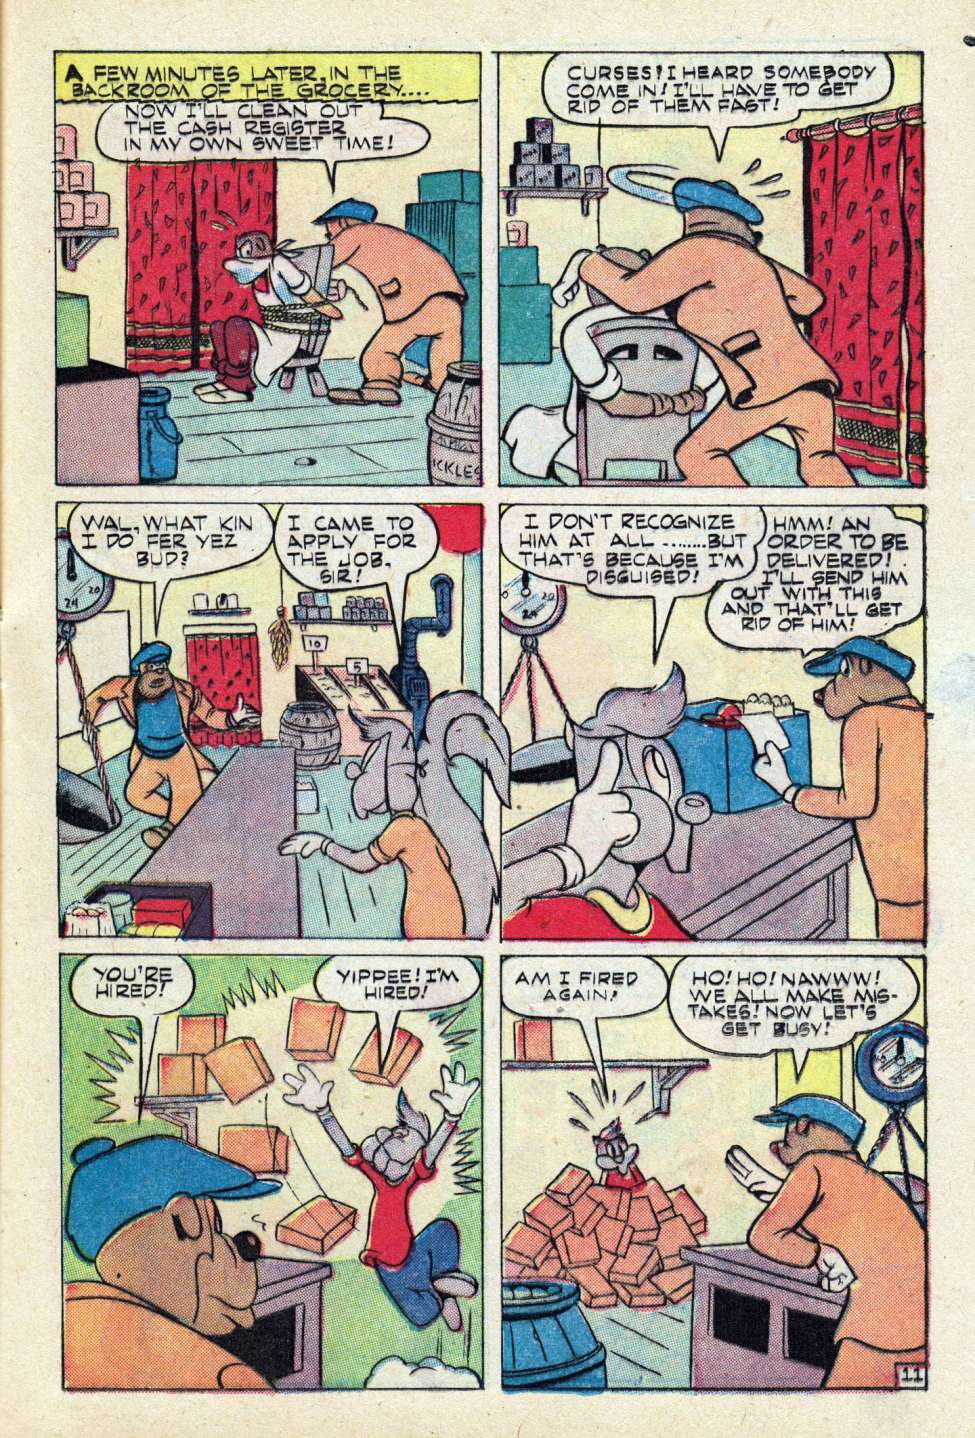 A FEW MINUTES LATER, IN THE
BACKROOM OF THE GROCERY....
NOW I'LL CLEAN OUT
THE CASH REGISTER
IN MY OWN SWEET TIME!
ICKLES
CURSES! I HEARD SOMEBODY
COME IN! I'LL HAVE TO GET
RID OF THEM FAST!
WAL, WHAT KIN
I DO FER YEZ
BUD?
I CAME TO
APPLY FOR
THE JOB,
SIR!
20
24
10
5
I DON'T RECOGNIZE
HIM AT ALL ........BUT
THAT'S BECAUSE I'M
DISGUISED!
HMM! AN
ORDER TO BE
DELIVERED!
I'LL SEND HIM
OUT WITH THIS
AND THAT'LL GET
RID OF HIM!
20
24
YOU'RE
HIRED!
YIPPEE! I'M
HIRED!
AM I FIRED
AGAIN?
HO! HO! NAWWW!
WE ALL MAKE MIS-
TAKES! NOW LET'S
GET BUSY!
11